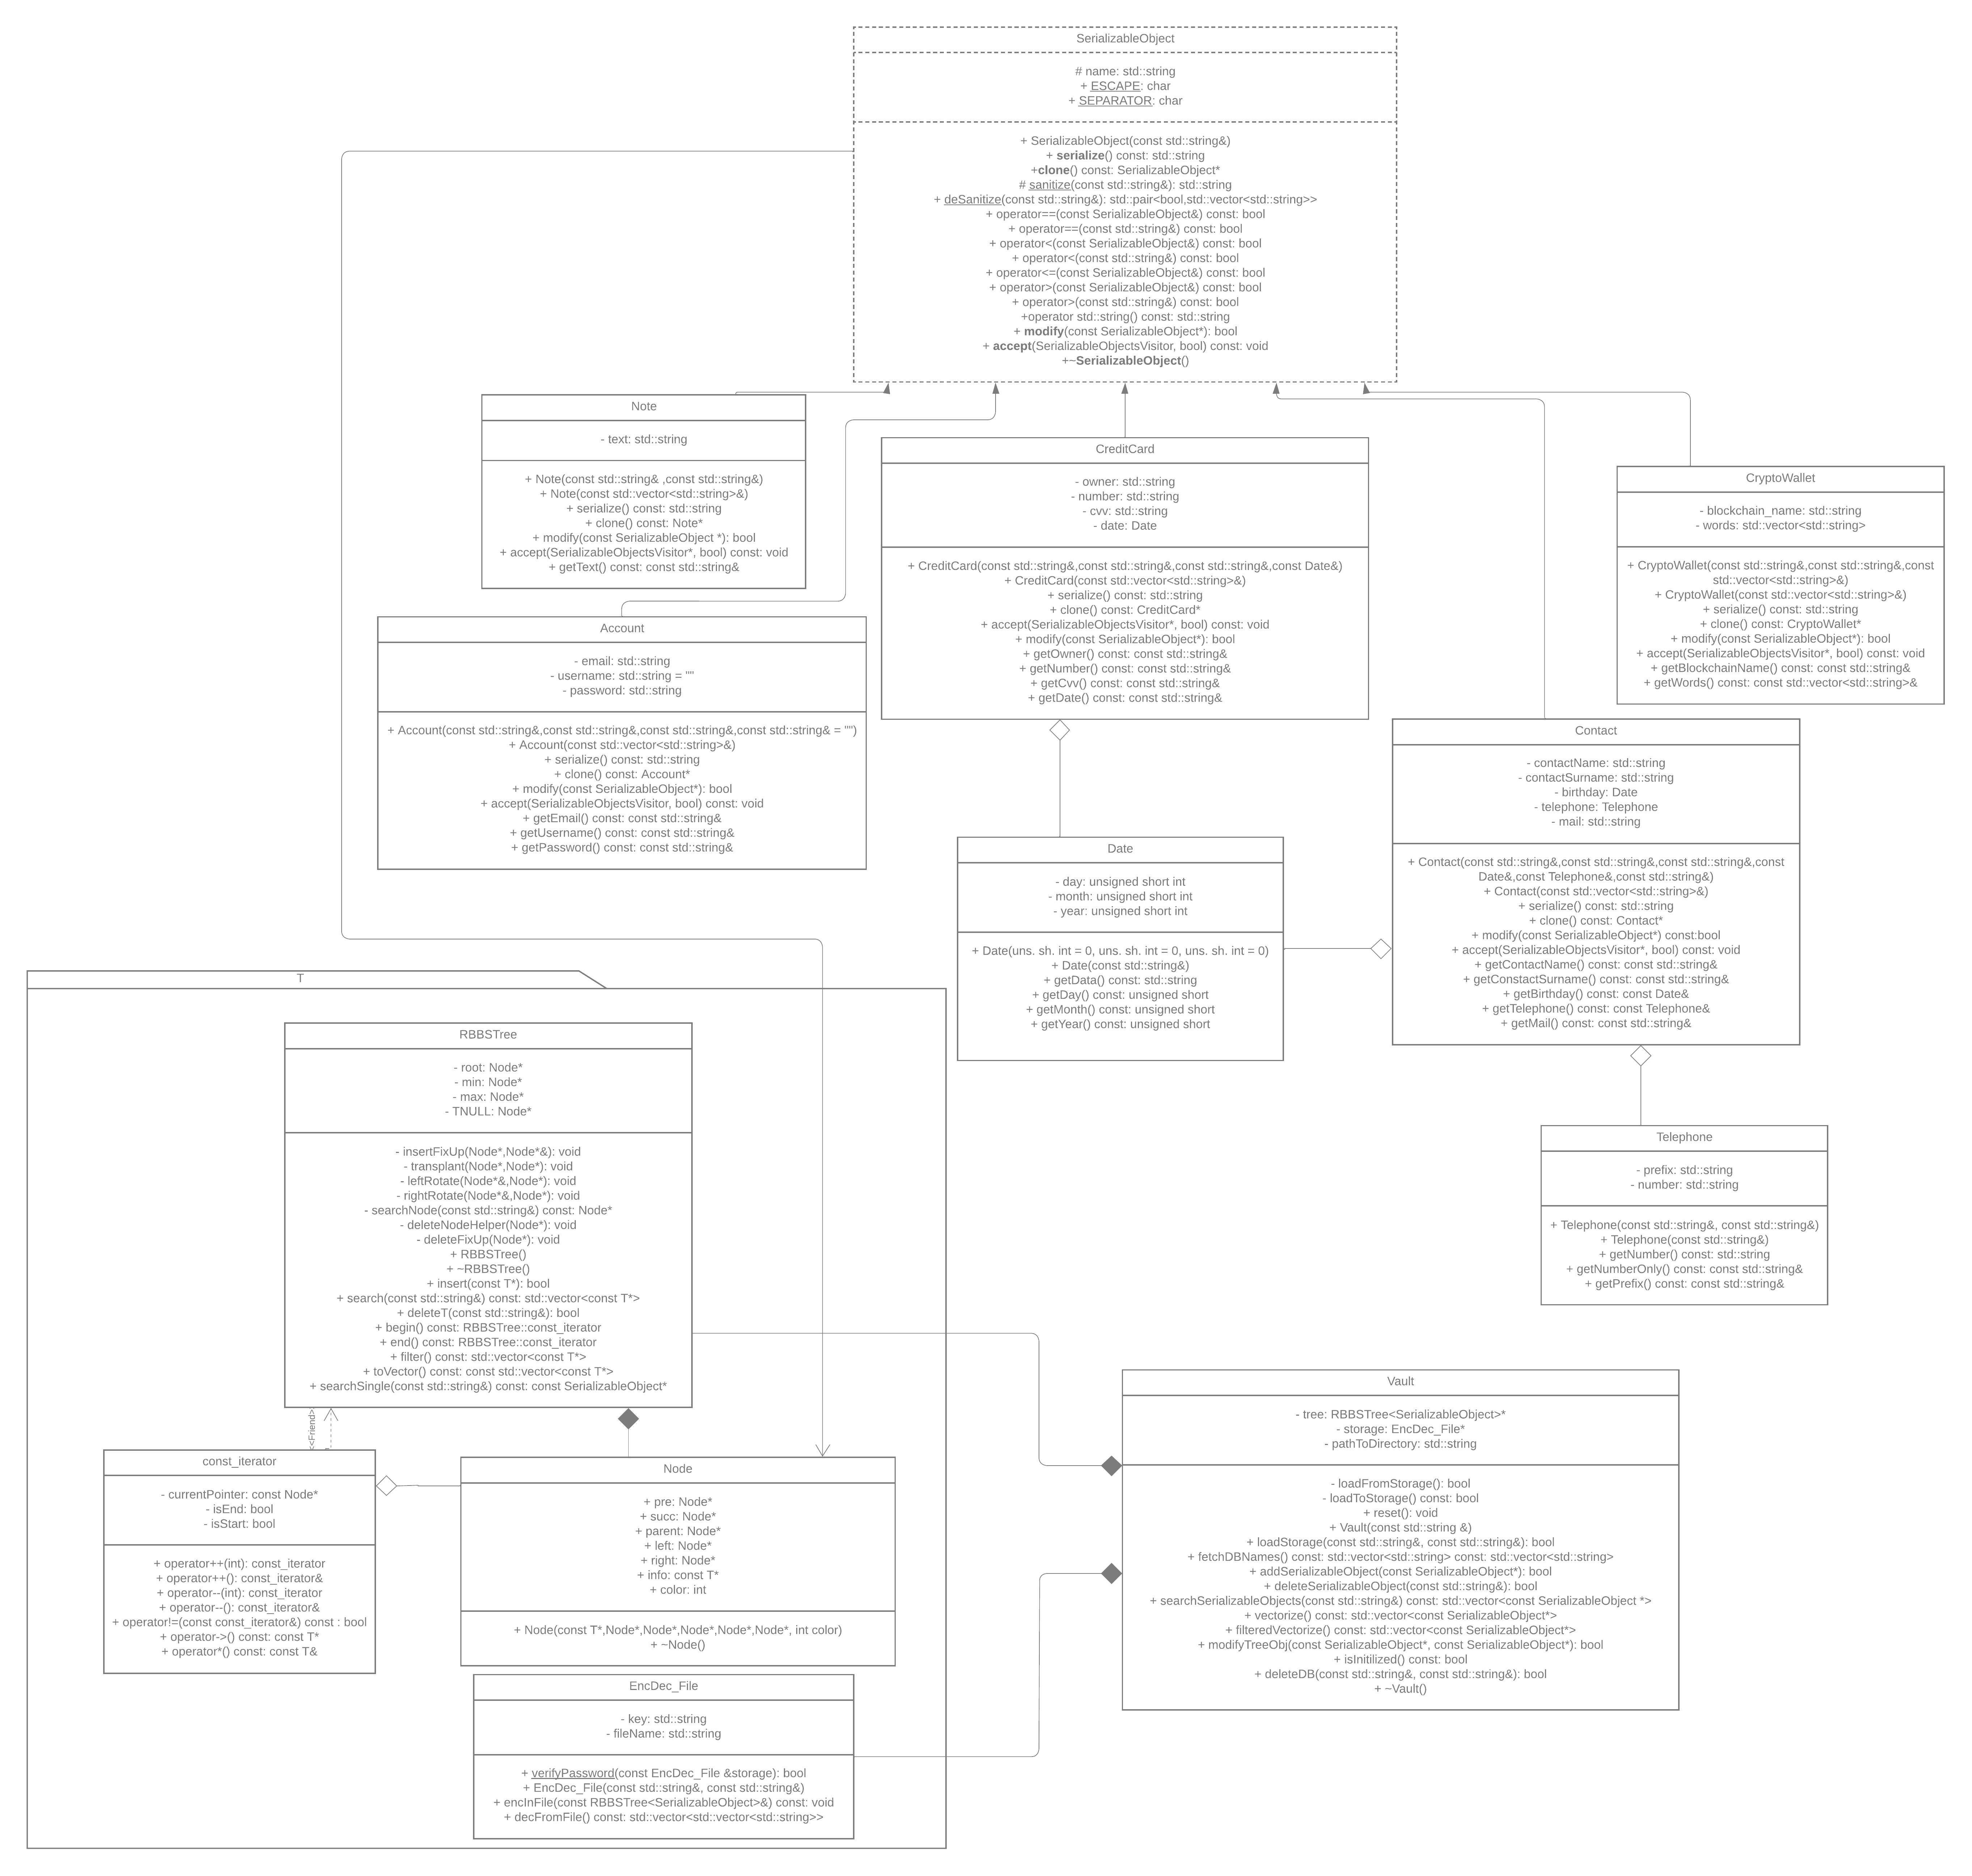 SerializableObject
# name: std::string
+ ESCAPE: char
+ SEPARATOR: char
+ SerializableObject(const std::string&)
+ serialize() const: std::string
+clone() const: SerializableObject*
# sanitize(const std::string&): std::string
+ deSanitize(const std::string&): std::pair<bool,std::vector<std::string>>
+ operator==(const SerializableObject&) const: bool
+ operator==(const std::string&) const: bool
+ operator<(const SerializableObject&) const: bool
+ operator<(const std::string&) const: bool
+ operator<=(const SerializableObject&) const: bool
+ operator>(const SerializableObject&) const: bool
+ operator>(const std::string&) const: bool
+operator std::string() const: std::string
+ modify(const SerializableObject*): bool
+ accept(SerializableObjectsVisitor, bool) const: void
+~SerializableObject()
Note
- text: std::string
+ Note(const std::string& ,const std::string&)
+ Note(const std::vector<std::string>&)
+ serialize() const: std::string
+ clone() const: Note*
+ modify(const SerializableObject *): bool
+ accept(SerializableObjectsVisitor*, bool) const: void
+ getText() const: const std::string&
Account
- email: std::string
- username: std::string = ""
- password: std::string
+ Account(const std::string&,const std::string&,const std::string&,const std::string& = "")
+ Account(const std::vector<std::string>&)
+ serialize() const: std::string
+ clone() const: Account*
+ modify(const SerializableObject*): bool
+ accept(SerializableObjectsVisitor, bool) const: void
+ getEmail() const: const std::string&
+ getUsername() const: const std::string&
+ getPassword() const: const std::string&
CreditCard
- owner: std::string
- number: std::string
- cvv: std::string
- date: Date
+ CreditCard(const std::string&,const std::string&,const std::string&,const Date&)
+ CreditCard(const std::vector<std::string>&)
+ serialize() const: std::string
+ clone() const: CreditCard*
+ accept(SerializableObjectsVisitor*, bool) const: void
+ modify(const SerializableObject*): bool
+ getOwner() const: const std::string&
+ getNumber() const: const std::string&
+ getCvv() const: const std::string&
+ getDate() const: const std::string&
CryptoWallet
- blockchain_name: std::string
- words: std::vector<std::string>
+ CryptoWallet(const std::string&,const std::string&,const
std::vector<std::string>&)
+ CryptoWallet(const std::vector<std::string>&)
+ serialize() const: std::string
+ clone() const: CryptoWallet*
+ modify(const SerializableObject*): bool
+ accept(SerializableObjectsVisitor*, bool) const: void
+ getBlockchainName() const: const std::string&
+ getWords() const: const std::vector<std::string>&
Contact
- contactName: std::string
- contactSurname: std::string
- birthday: Date
- telephone: Telephone
- mail: std::string
+ Contact(const std::string&,const std::string&,const std::string&,const
Date&,const Telephone&,const std::string&)
+ Contact(const std::vector<std::string>&)
+ serialize() const: std::string
+ clone() const: Contact*
+ modify(const SerializableObject*) const:bool
+ accept(SerializableObjectsVisitor*, bool) const: void
+ getContactName() const: const std::string&
+ getConstactSurname() const: const std::string&
+ getBirthday() const: const Date&
+ getTelephone() const: const Telephone&
+ getMail() const: const std::string&
Date
- day: unsigned short int
- month: unsigned short int
- year: unsigned short int
+ Date(uns. sh. int = 0, uns. sh. int = 0, uns. sh. int = 0)
+ Date(const std::string&)
+ getData() const: std::string
+ getDay() const: unsigned short
+ getMonth() const: unsigned short
+ getYear() const: unsigned short
Telephone
- prefix: std::string
- number: std::string
+ Telephone(const std::string&, const std::string&)
+ Telephone(const std::string&)
+ getNumber() const: std::string
+ getNumberOnly() const: const std::string&
+ getPrefix() const: const std::string&
T
RBBSTree
- root: Node*
- min: Node*
- max: Node*
- TNULL: Node*
- insertFixUp(Node*,Node*&): void
- transplant(Node*,Node*): void
- leftRotate(Node*&,Node*): void
- rightRotate(Node*&,Node*): void
- searchNode(const std::string&) const: Node*
- deleteNodeHelper(Node*): void
- deleteFixUp(Node*): void
+ RBBSTree()
+ ~RBBSTree()
+ insert(const T*): bool
+ search(const std::string&) const: std::vector<const T*>
+ deleteT(const std::string&): bool
+ begin() const: RBBSTree::const_iterator
+ end() const: RBBSTree::const_iterator
+ filter() const: std::vector<const T*>
+ toVector() const: const std::vector<const T*>
+ searchSingle(const std::string&) const: const SerializableObject*
<<Friend>
const_iterator
- currentPointer: const Node*
- isEnd: bool
- isStart: bool
+ operator++(int): const_iterator
+ operator++(): const_iterator&
+ operator--(int): const_iterator
+ operator--(): const_iterator&
+ operator!=(const const_iterator&) const : bool
+ operator->() const: const T*
+ operator*() const: const T&
Node
+ pre: Node*
+ succ: Node*
+ parent: Node*
+ left: Node*
+ right: Node*
+ info: const T*
+ color: int
+ Node(const T*,Node*,Node*,Node*,Node*,Node*, int color)
+ ~Node()
EncDec_File
- key: std::string
- fileName: std::string
+ verifyPassword(const EncDec_File &storage): bool
+ EncDec_File(const std::string&, const std::string&)
+ encInFile(const RBBSTree<SerializableObject>&) const: void
+ decFromFile() const: std::vector<std::vector<std::string>>
Vault
- tree: RBBSTree<SerializableObject>*
- storage: EncDec_File*
- pathToDirectory: std::string
- loadFromStorage(): bool
- loadToStorage() const: bool
+ reset(): void
+ Vault(const std::string &)
+ loadStorage(const std::string&, const std::string&): bool
+ fetchDBNames() const: std::vector<std::string> const: std::vector<std::string>
+ addSerializableObject(const SerializableObject*): bool
+ deleteSerializableObject(const std::string&): bool
+ searchSerializableObjects(const std::string&) const: std::vector<const SerializableObject *>
+ vectorize() const: std::vector<const SerializableObject*>
+ filteredVectorize() const: std::vector<const SerializableObject*>
+ modifyTreeObj(const SerializableObject*, const SerializableObject*): bool
+ isInitilized() const: bool
+ deleteDB(const std::string&, const std::string&): bool
+ ~Vault()